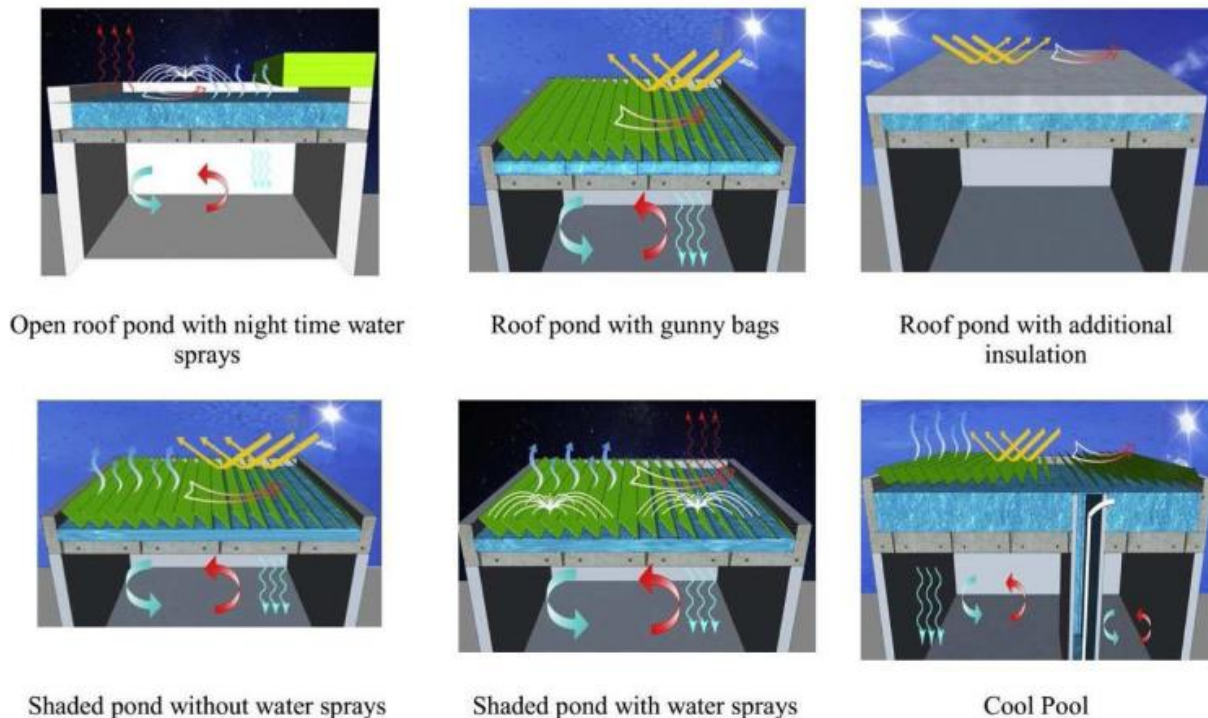 Open roof pond with night time water
sprays
Roof pond with gunny bags
Roof pond with additional
insulation
Shaded pond without water sprays
Shaded pond with water sprays
Cool Pool